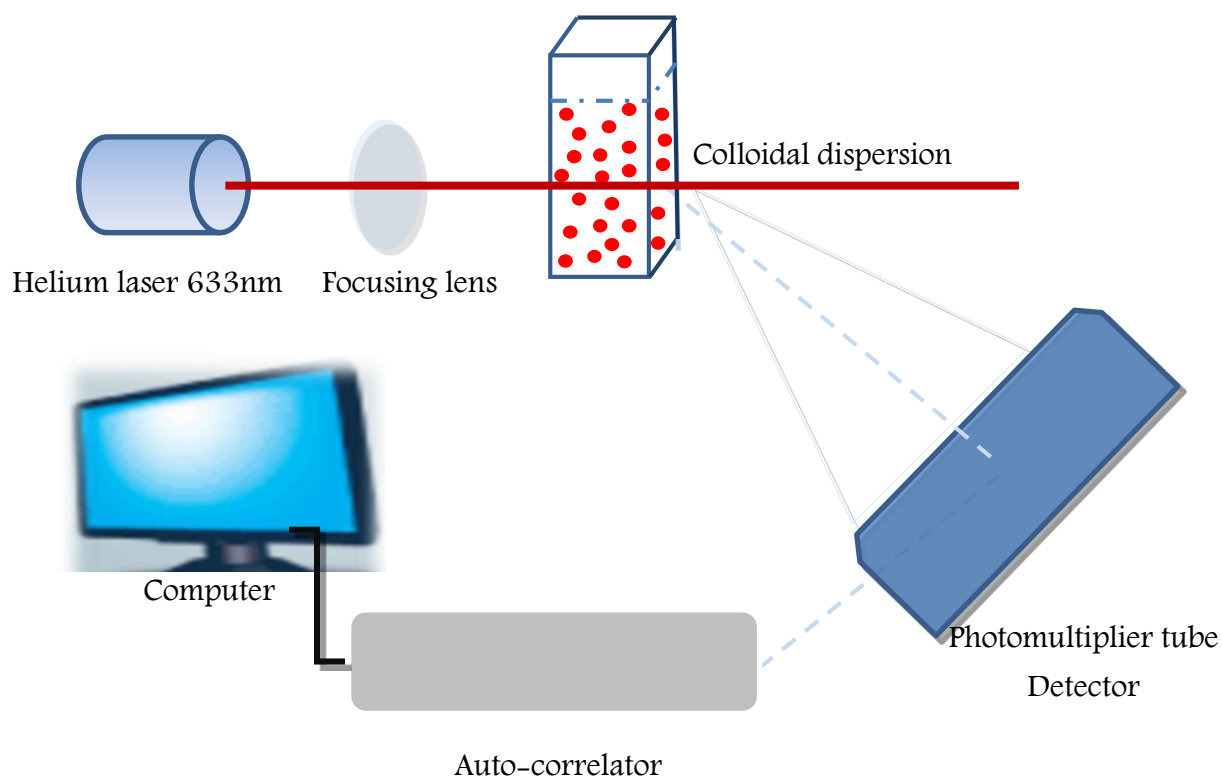 Colloidal dispersion
Helium laser 633nm
Focusing lens
Computer
Photomultiplier tube
Detector
Auto-correlator